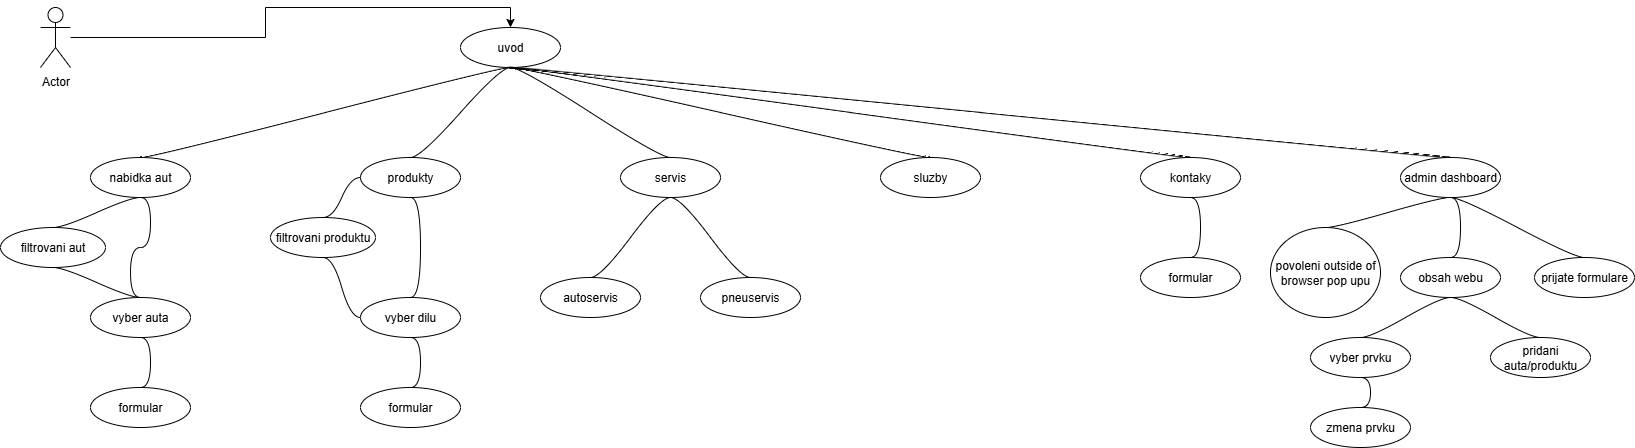 uvod
Actor
nabidka aut
produkty
servis
sluzby
kontaky
admin dashboard
filtrovani aut
filtrovani produktu
povoleni outside of
browser pop upu
obsah webu
prijate formulare
formular
autoservis
pneuservis
vyber auta
vyber dilu
vyber prvku
pridani
auta/produktu
formular
formular
zmena prvku